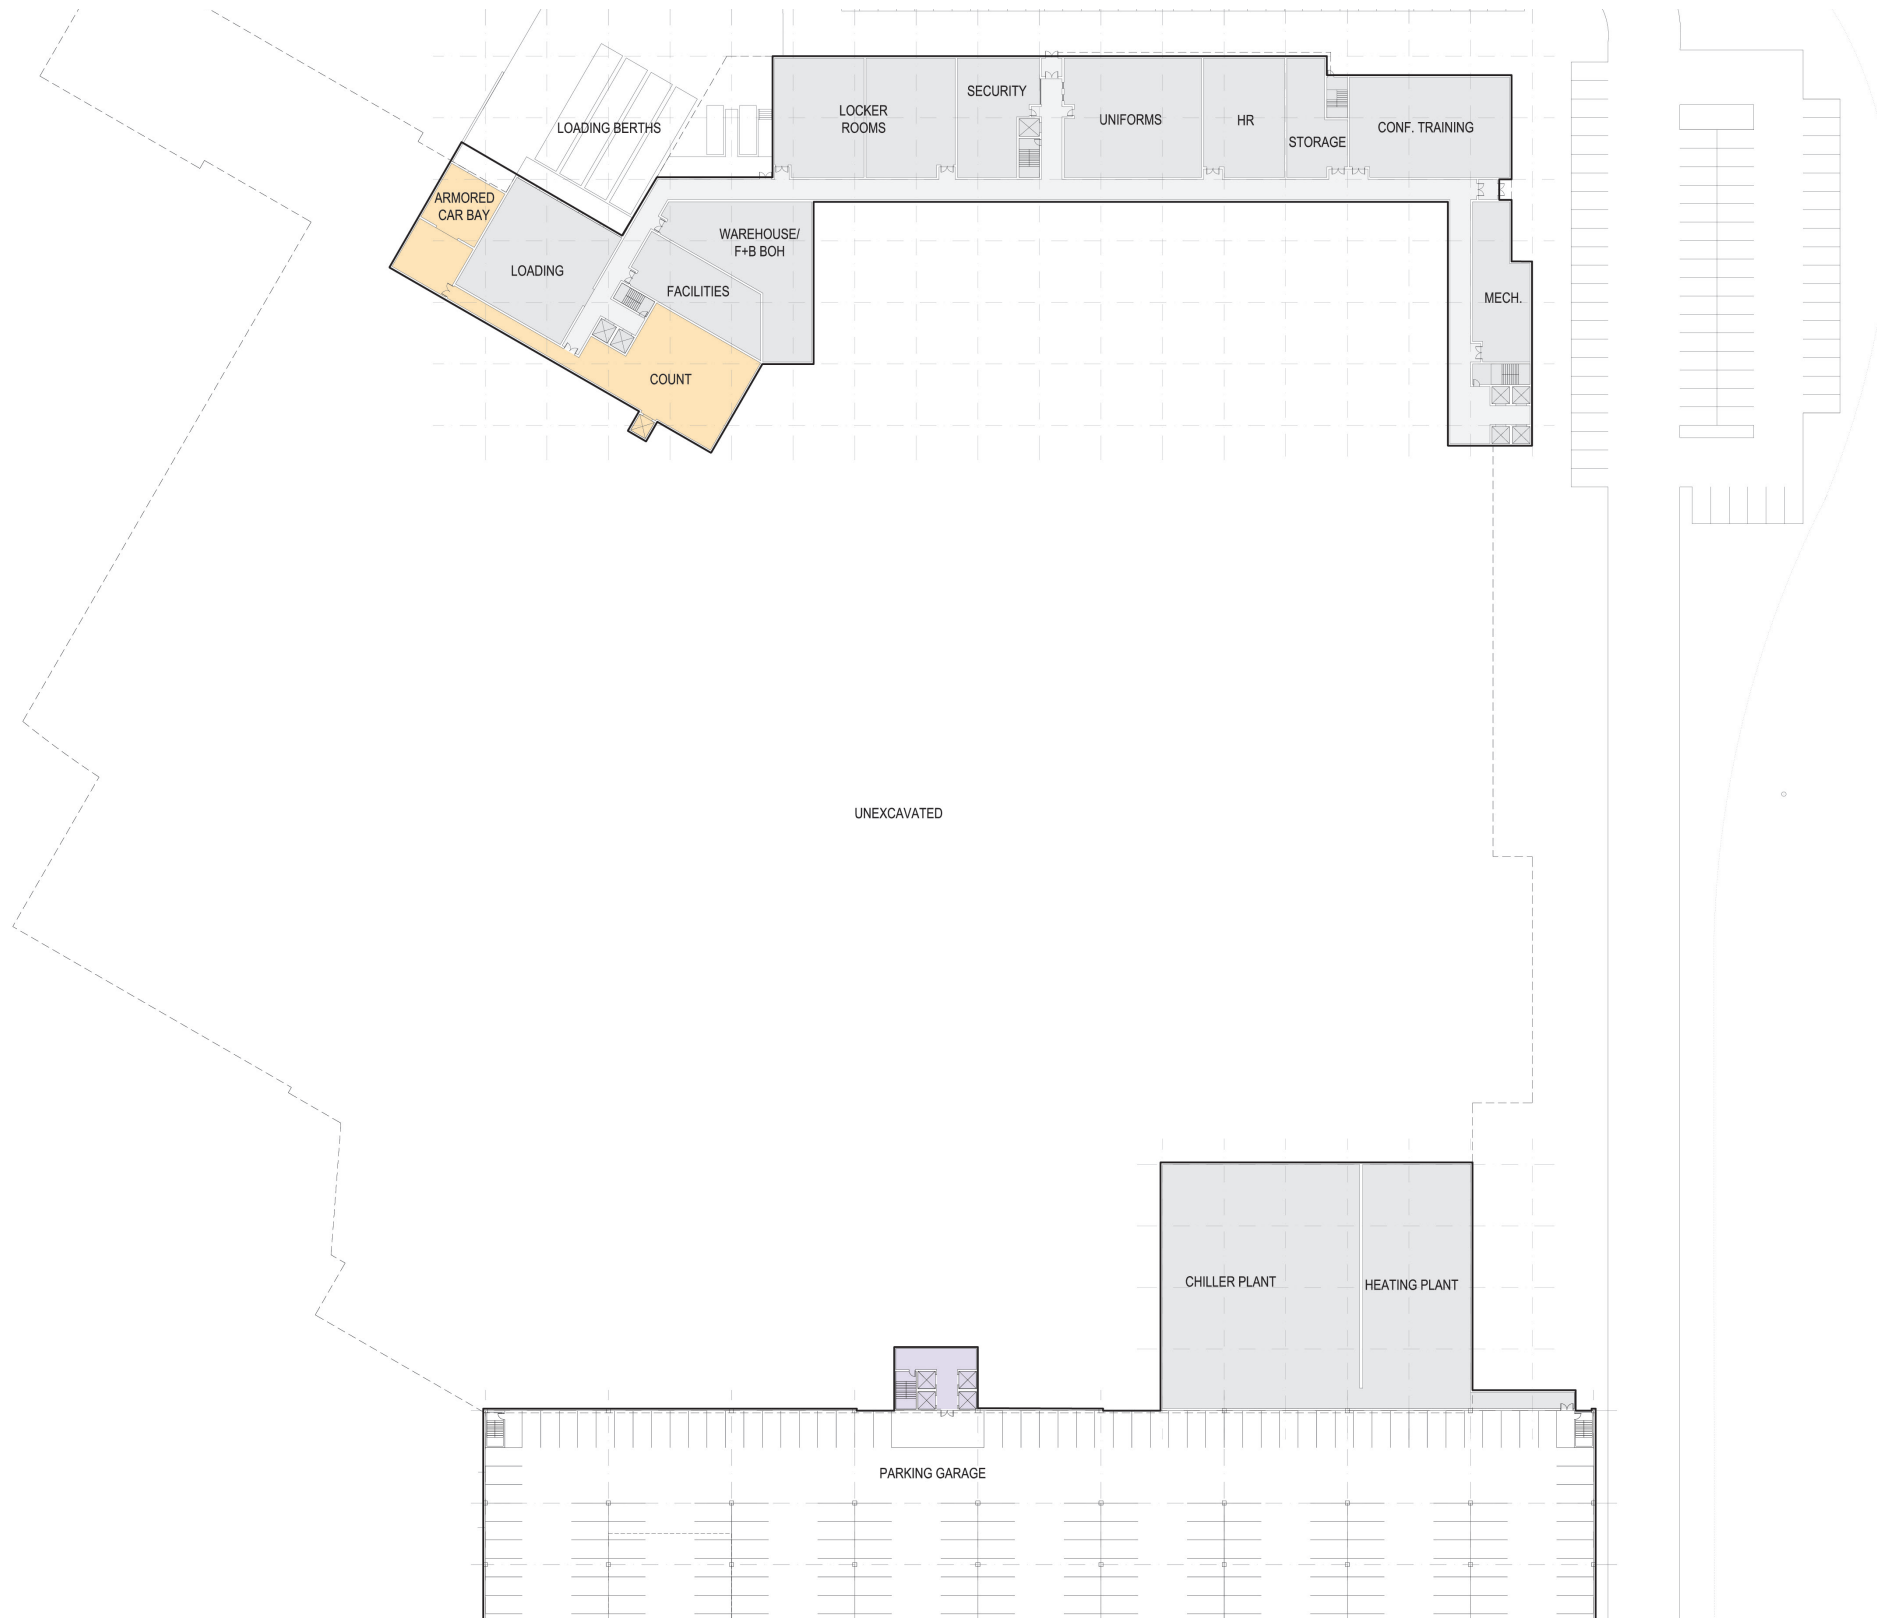 LOADING BERTHS
LOCKER
ROOMS
SECURITY
UNIFORMS
HR
STORAGE
CONF. TRAINING
ARMORED
CAR BAY
LOADING
WAREHOUSE/
F+B BOH
FACILITIES
MECH.
COUNT
UNEXCAVATED
CHILLER PLANT
HEATING PLANT
PARKING GARAGE